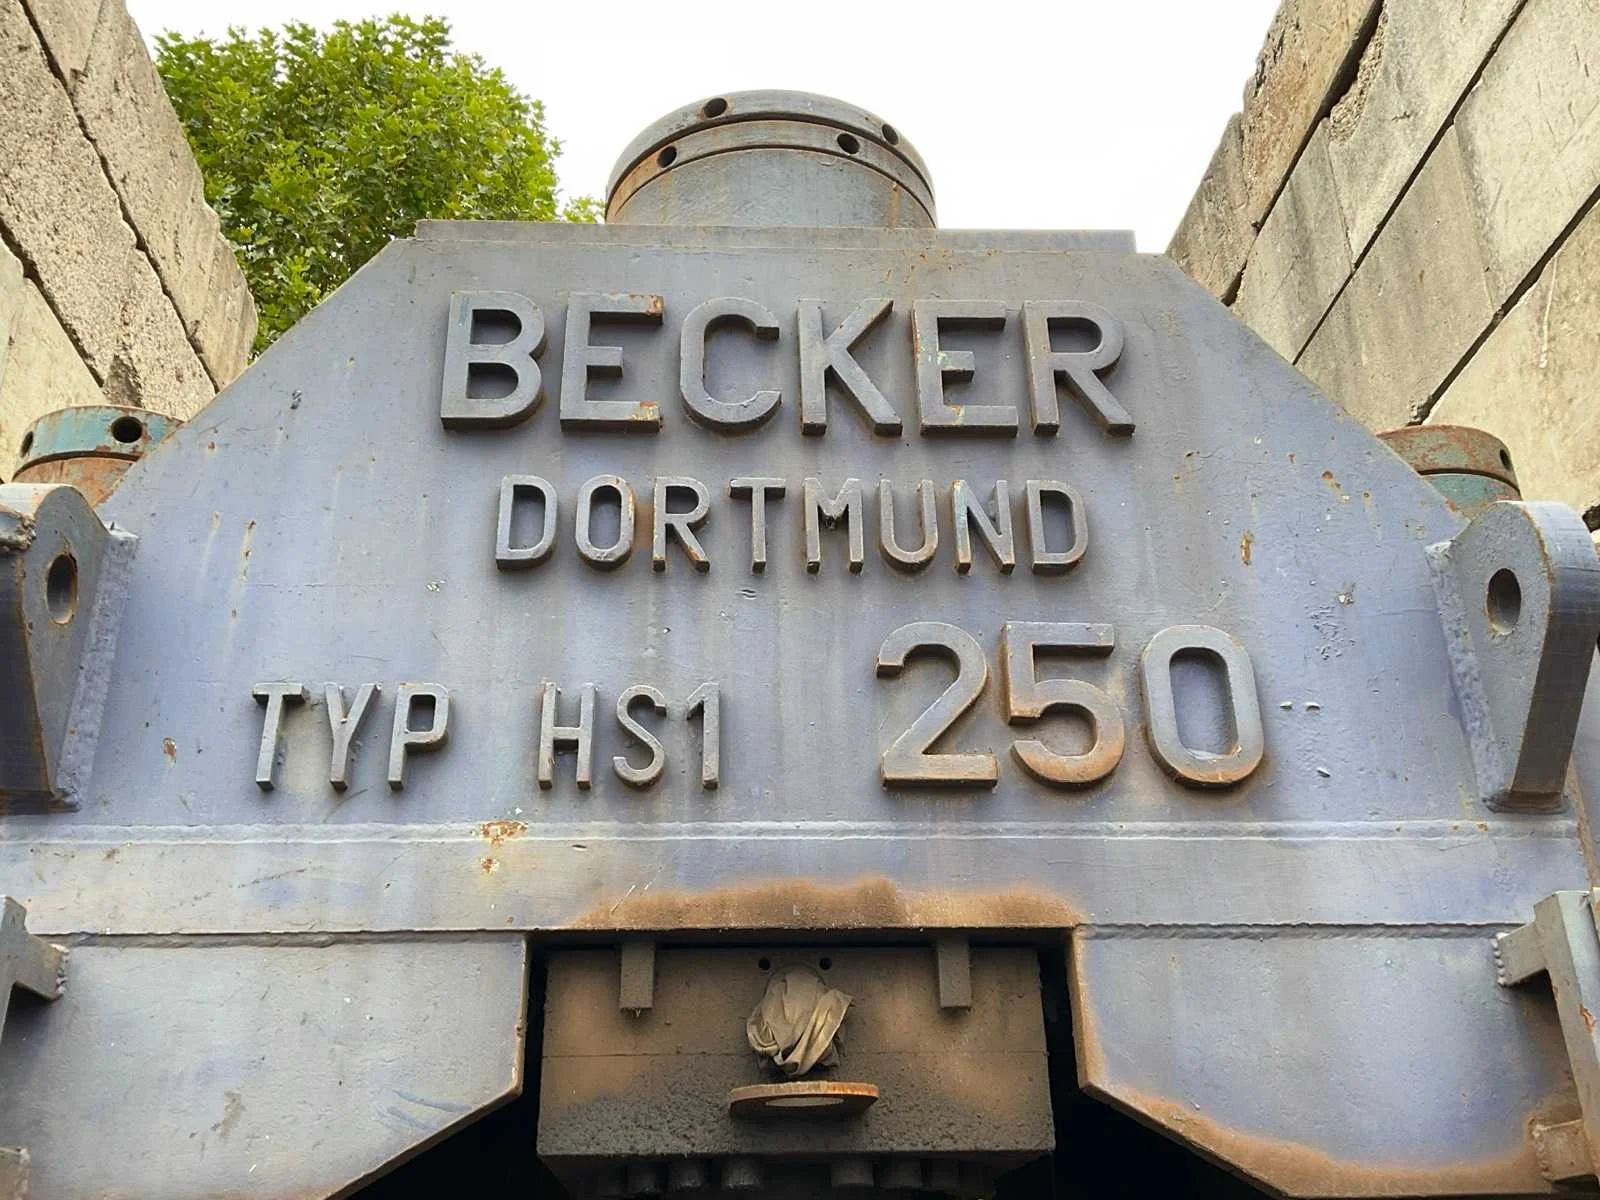 BECKER
DORTMUND
TYP HS1 250